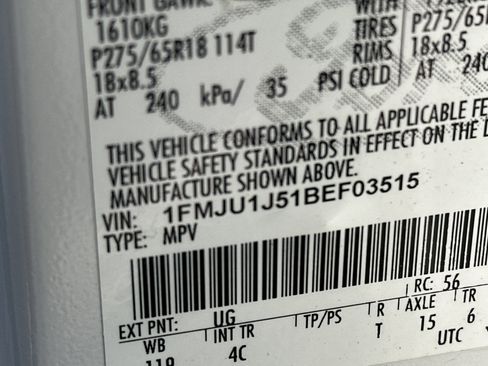 FRONT GAWR
WITH
1610KG
TIRES
P275/65R18 114T
P275/65R
RIMS
18x8.5
18x8.5
AT 240 kPa/ 35 PSI COLD
AT 240
THIS VEHICLE CONFORMS TO ALL APPLICABLE FE
VEHICLE SAFETY STANDARDS IN EFFECT ON THE D
MANUFACTURE SHOWN ABOVE.
VIN: 1FMJU1J51BEF03515
TYPE: MPV
EXT PNT: UG
RC: 56
WB
INT TR
TP/PS
R
AXLE
TR
119
4C
T
15
6
UTC